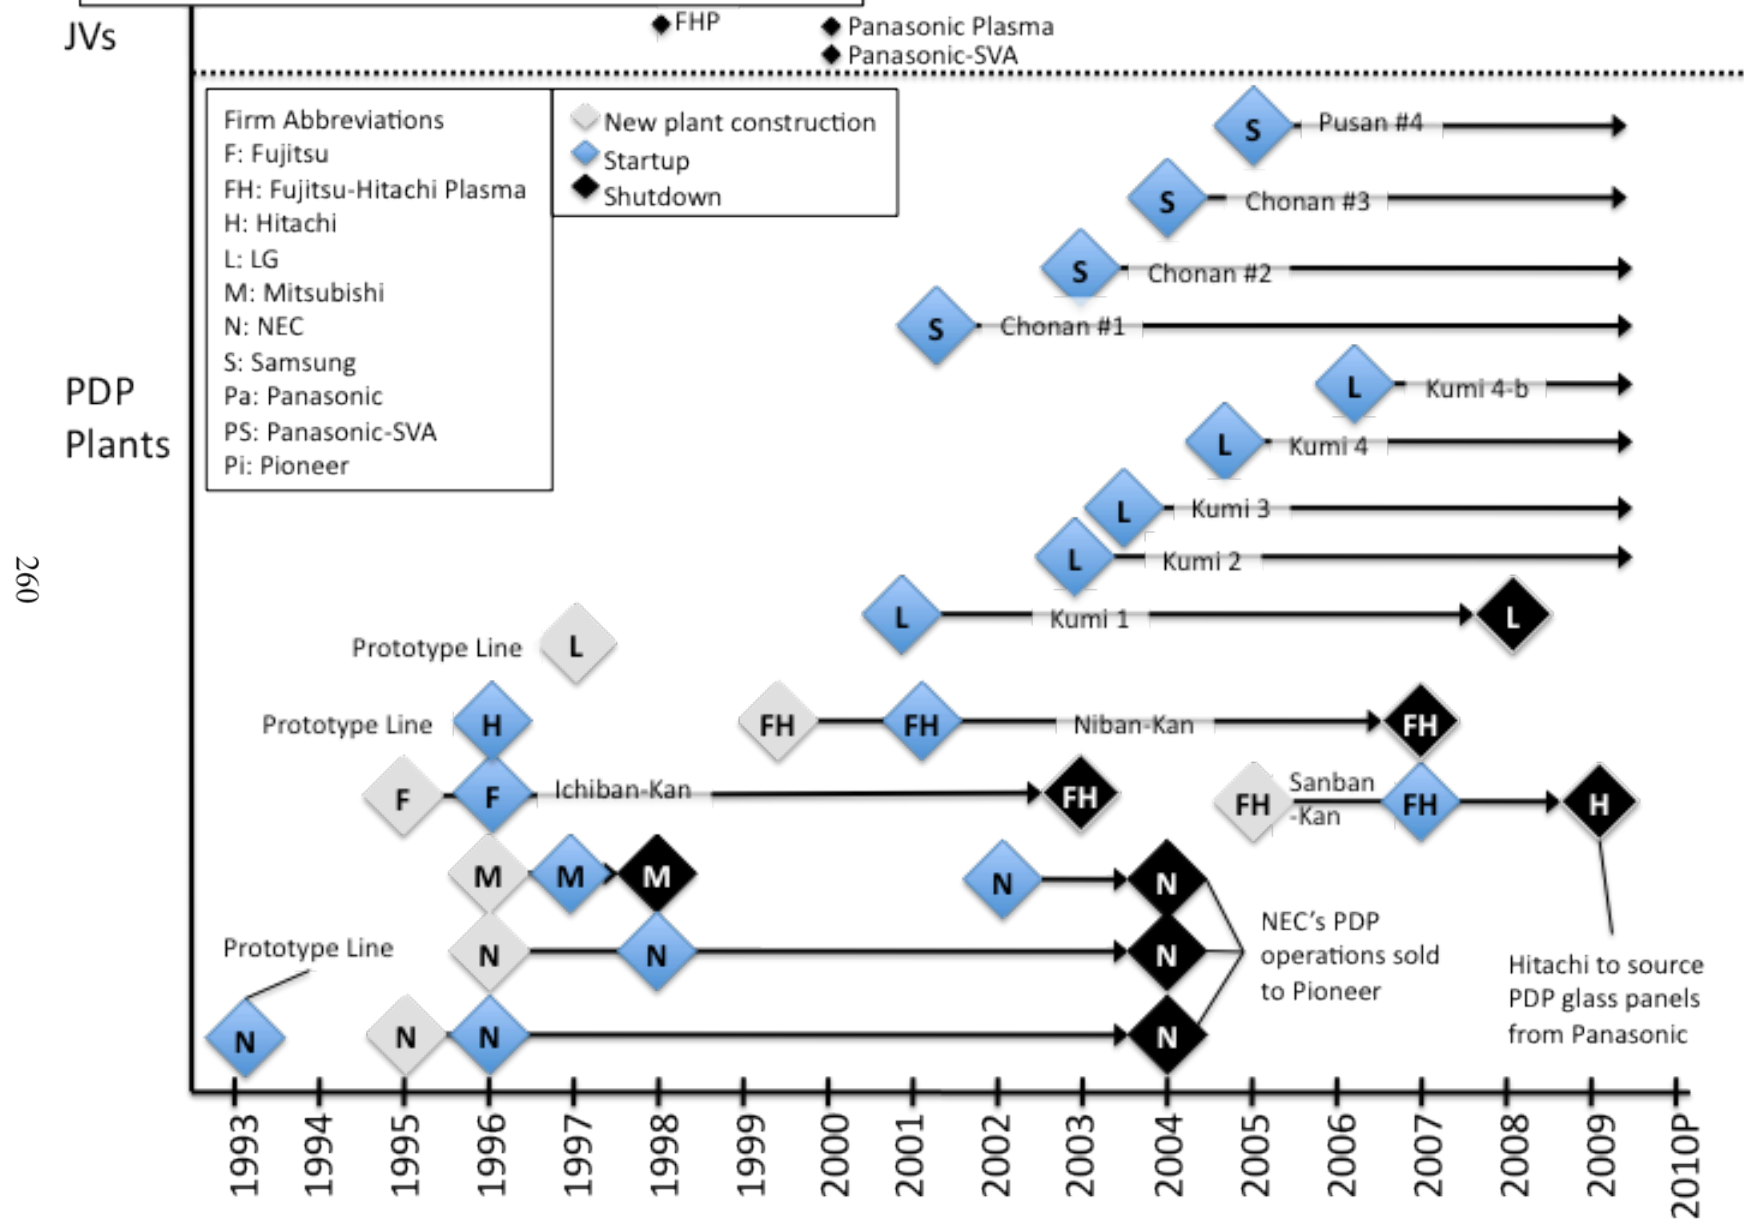 JVs
FHP
Panasonic Plasma
Panasonic-SVA
Firm Abbreviations
F: Fujitsu
FH: Fujitsu-Hitachi Plasma
H: Hitachi
L: LG
M: Mitsubishi
N: NEC
S: Samsung
Pa: Panasonic
PS: Panasonic-SVA
Pi: Pioneer
New plant construction
Startup
Shutdown
PDP
Plants
260
S Pusan #4
S Chonan #3
S Chonan #2
S Chonan #1
L Kumi 4-b
L Kumi 4
L Kumi 3
L Kumi 2
L Kumi 1 L
Prototype Line L
Prototype Line H FH FH Niban-Kan FH
F F Ichiban-Kan FH
FH Sanban
-Kan FH H
M M M N N
Prototype Line
N N N
N N N N
NEC's PDP
operations sold
to Pioneer
Hitachi to source
PDP glass panels
from Panasonic
1993 1994 1995 1996 1997 1998 1999 2000 2001 2002 2003 2004 2005 2006 2007 2008 2009 2010P